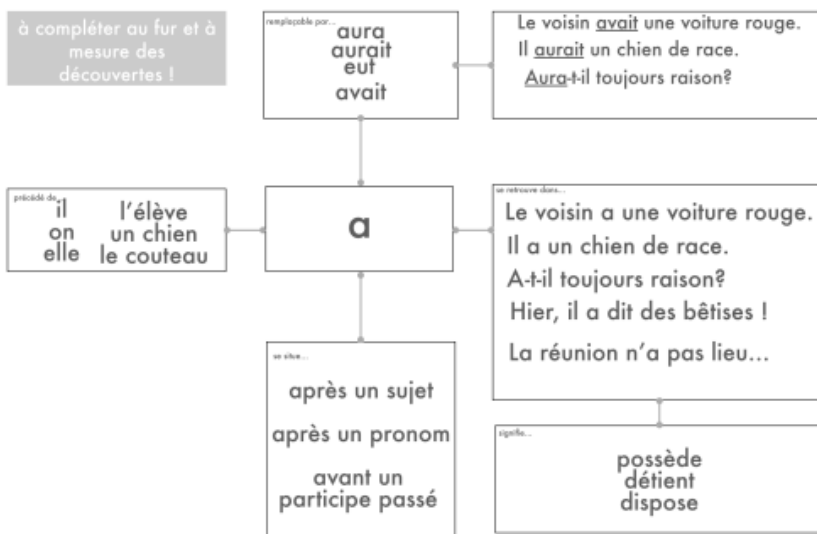 à compléter au fur et à
mesure des
découvertes !
remplaçable par...
aura
aurait
eut
avait
Le voisin avait une voiture rouge.
Il aurait un chien de race.
Aura-t-il toujours raison?
précédé de...
il
on
elle
l'élève
un chien
le couteau
a
se retrouve dans...
Le voisin a une voiture rouge.
Il a un chien de race.
A-t-il toujours raison?
Hier, il a dit des bêtises !
La réunion n'a pas lieu...
se situe...
après un sujet
après un pronom
avant un
participe passé
signifie...
possède
détient
dispose